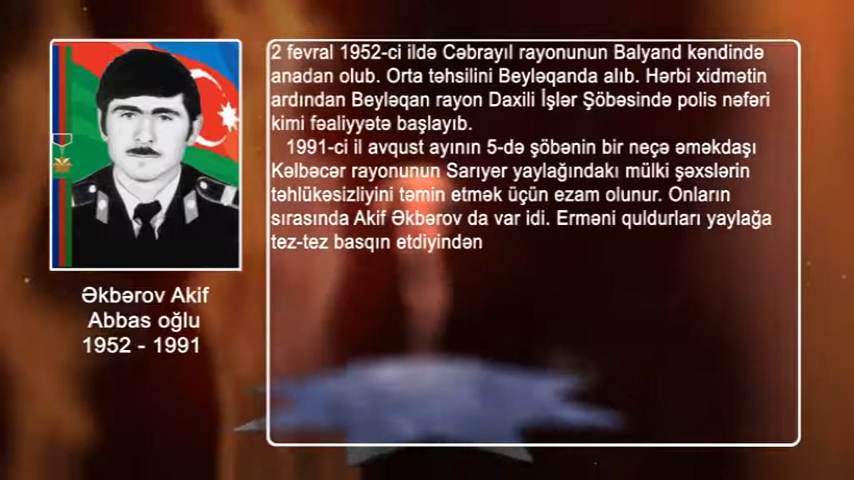 2 fevral 1952-ci ildə Cəbrayıl rayonunun Balyand kəndində
anadan olub. Orta təhsilini Beyləqanda alıb. Hərbi xidmətin
ardından Beyləqan rayon Daxili İşlər Şöbəsində polis nəfəri
kimi fəaliyyətə başlayıb.
1991-ci il avqust ayının 5-də şöbənin bir neçə əməkdaşı
Kəlbəcər rayonunun Sarıyer yaylağındakı mülki şəxslərin
təhlükəsizliyini təmin etmək üçün ezam olunur. Onların
sırasında Akif Əkbərov da var idi. Erməni quldurları yaylağa
tez-tez basqın etdiyindən
Əkbərov Akif
Abbas oğlu
1952 - 1991